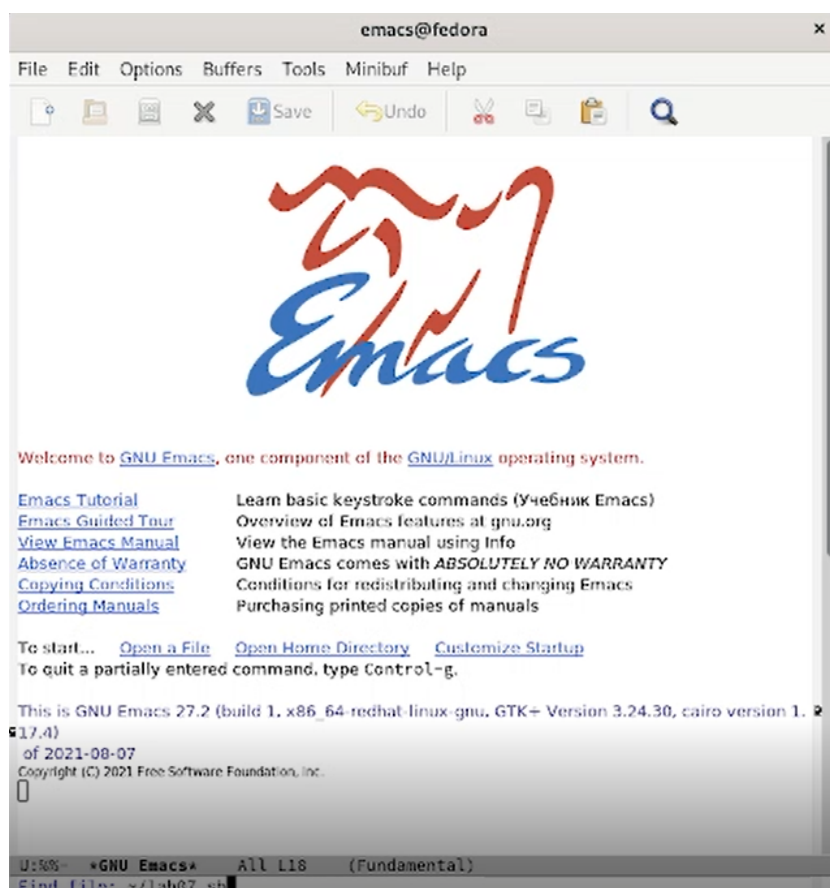 emacs@fedora ×
File Edit Options Buffers Tools Minibuf Help
Save Undo
Emacs
Welcome to GNU Emacs, one component of the GNU/Linux operating system.
Emacs Tutorial Learn basic keystroke commands (Учебник Emacs)
Emacs Guided Tour Overview of Emacs features at gnu.org
View Emacs Manual View the Emacs manual using Info
Absence of Warranty GNU Emacs comes with ABSOLUTELY NO WARRANTY
Copying Conditions Conditions for redistributing and changing Emacs
Ordering Manuals Purchasing printed copies of manuals
To start... Open a File Open Home Directory Customize Startup
To quit a partially entered command, type Control-g.
This is GNU Emacs 27.2 (build 1, x86_64-redhat-linux-gnu, GTK+ Version 3.24.30, cairo version 1.
17.4)
of 2021-08-07
Copyright (C) 2021 Free Software Foundation, Inc.
U:%%- *GNU Emacs* All L18 (Fundamental)
Find file: ~/lab07.sh